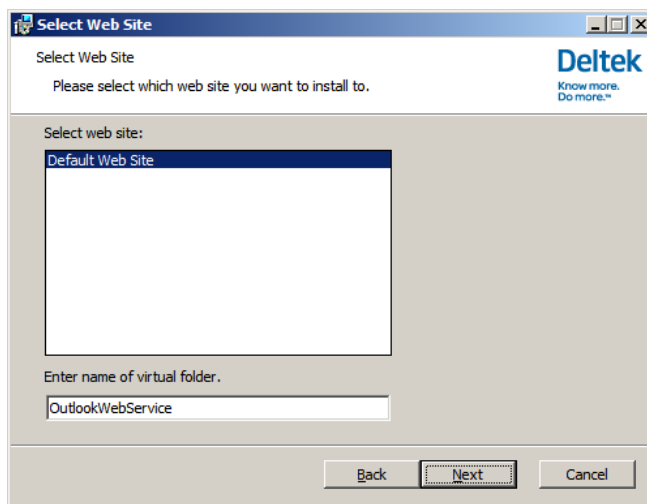 Select Web Site
Select Web Site
Please select which web site you want to install to.
Deltek
Know more.
Do more.™
Select web site:
Default Web Site
Enter name of virtual folder.
OutlookWebService
Back
Next
Cancel